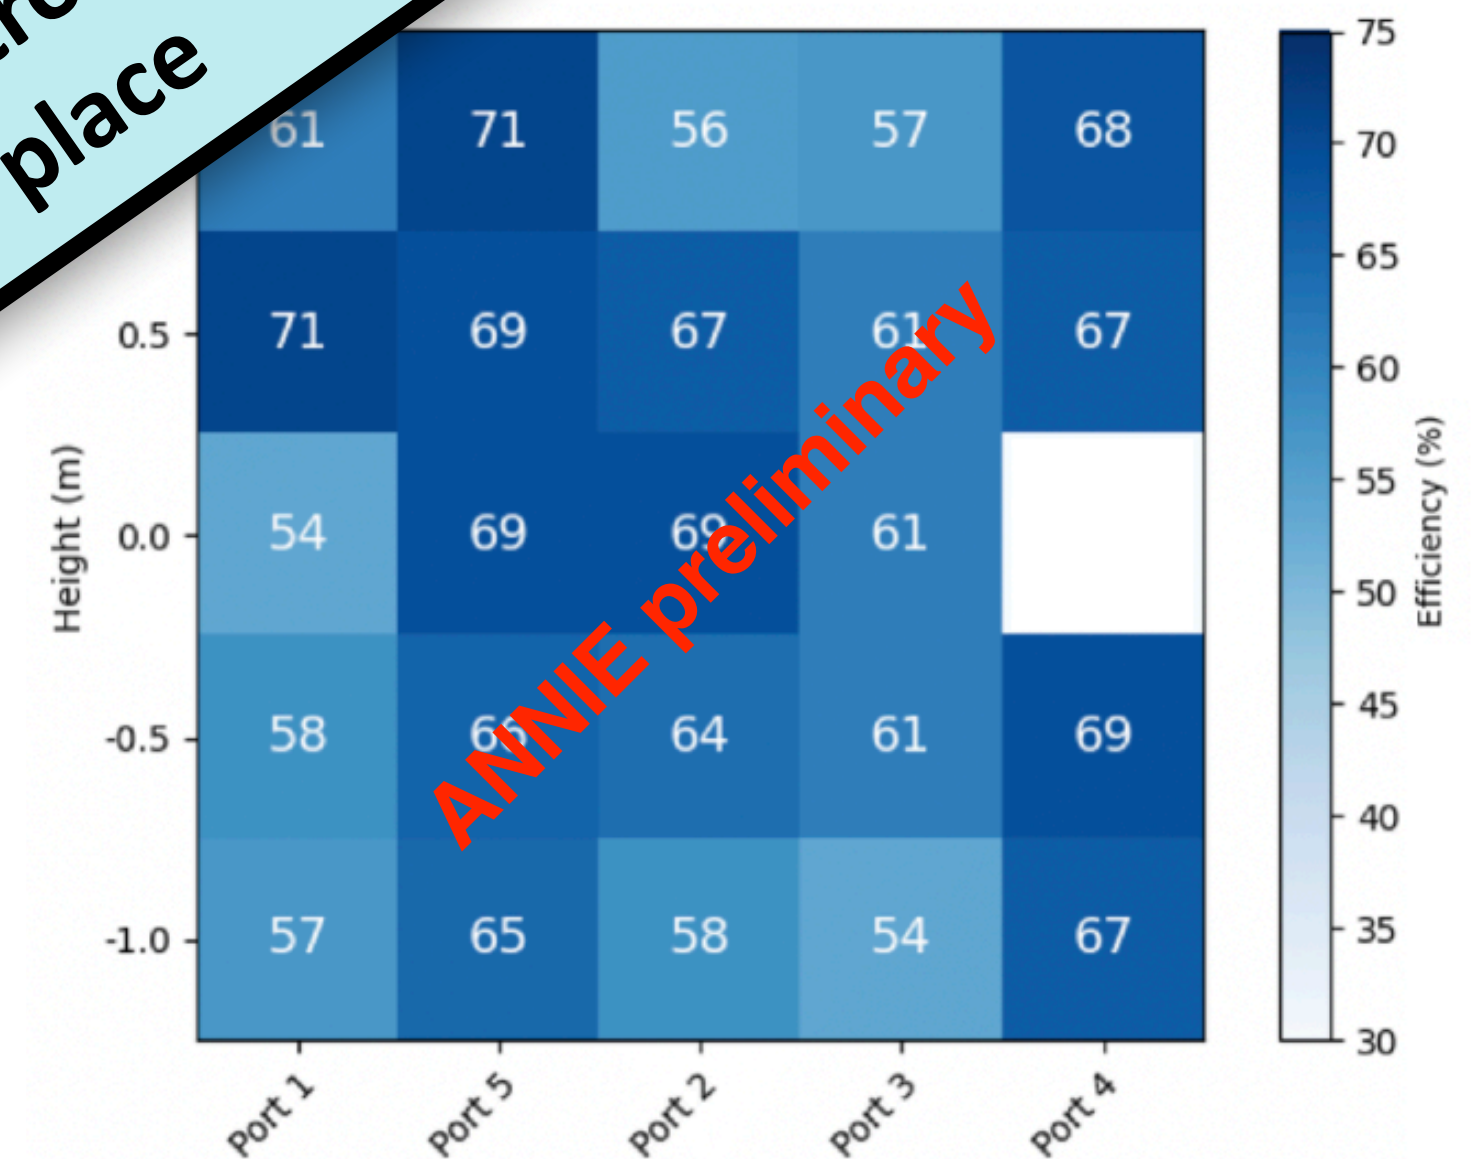 place
61 71 56 57 68
0.5 71 69 67 61 67
0.0 54 69 69 61
-0.5 58 66 64 61 69
-1.0 57 65 58 54 67
Height (m)
Port 1 Port 5 Port 2 Port 3 Port 4
ANNIE preliminary
75
70
65
60
55
50
45
40
35
30
Efficiency (%)